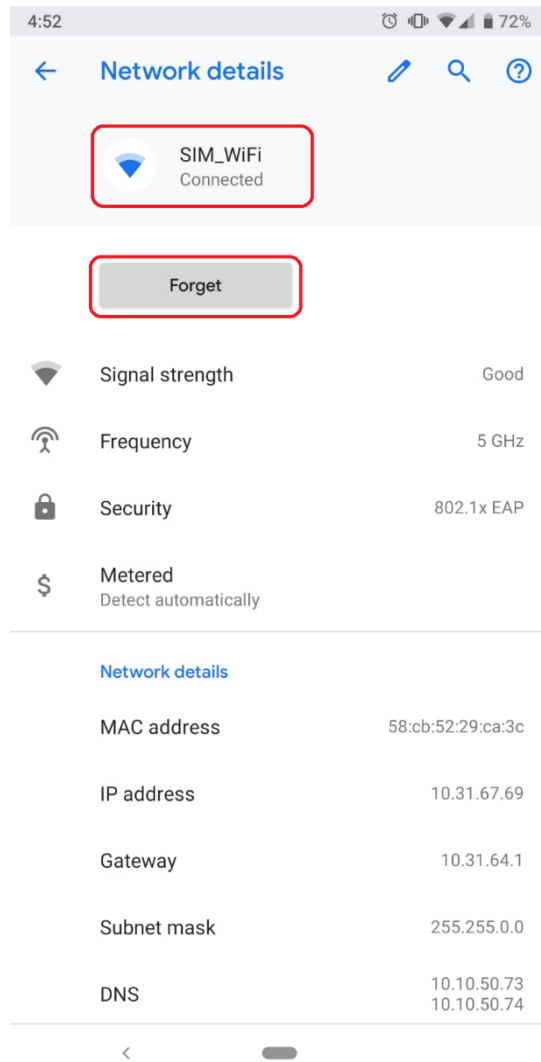 4:52 72%
Network details
SIM_WiFi
Connected
Forget
Signal strength Good
Frequency 5 GHz
Security 802.1x EAP
$ Metered
Detect automatically
Network details
MAC address 58:cb:52:29:ca:3c
IP address 10.31.67.69
Gateway 10.31.64.1
Subnet mask 255.255.0.0
DNS 10.10.50.73
10.10.50.74